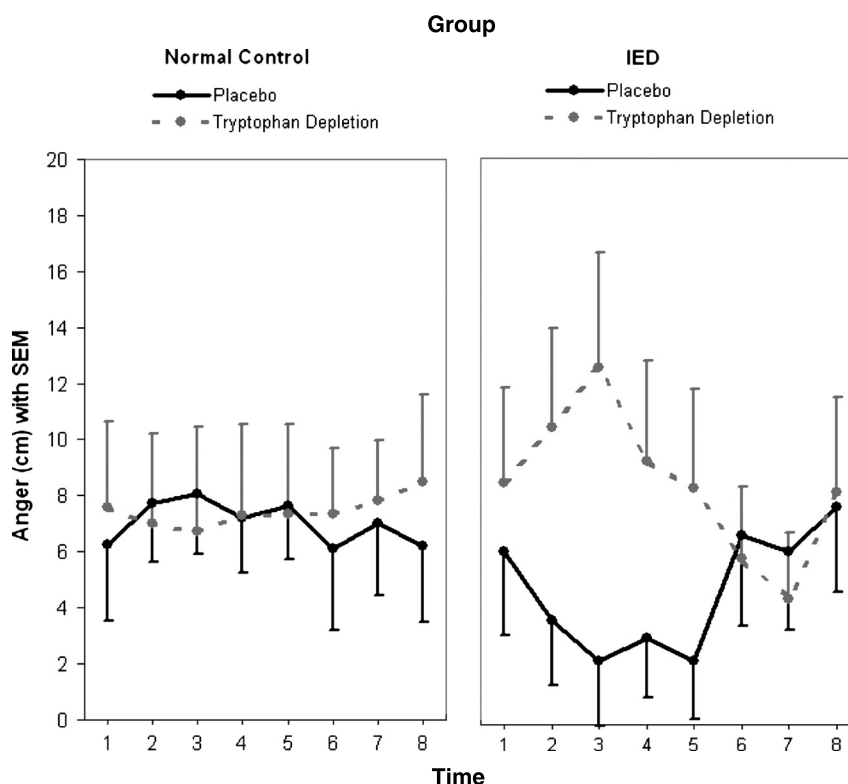 Group
Normal Control
Placebo
Tryptophan Depletion
IED
Placebo
Tryptophan Depletion
Anger (cm) with SEM
20
18
16
14
12
10
8
6
4
2
0
1 2 3 4 5 6 7 8
1 2 3 4 5 6 7 8
Time